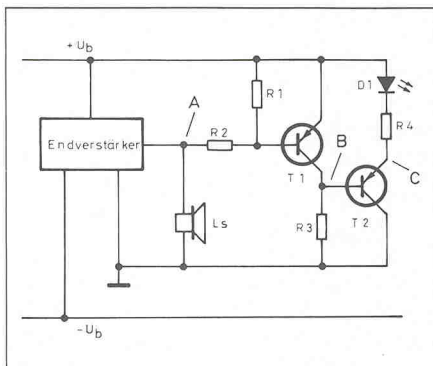 +Ub
D1
R1
A
R4
R2
Endverstärker
B
C
T1
T2
Ls
R3
-Ub